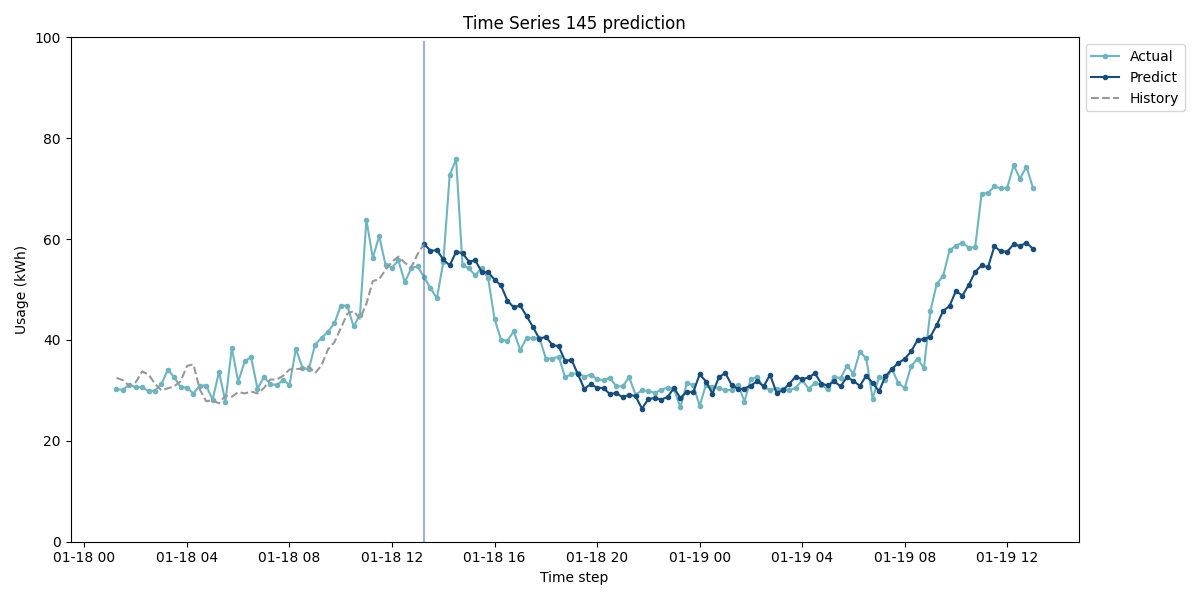 Time Series 145 prediction
Usage (kWh)
100
80
60
40
20
0
01-18 00
01-18 04
01-18 08
01-18 12
01-18 16
01-18 20
01-19 00
01-19 04
01-19 08
01-19 12
Time step
Actual
Predict
History